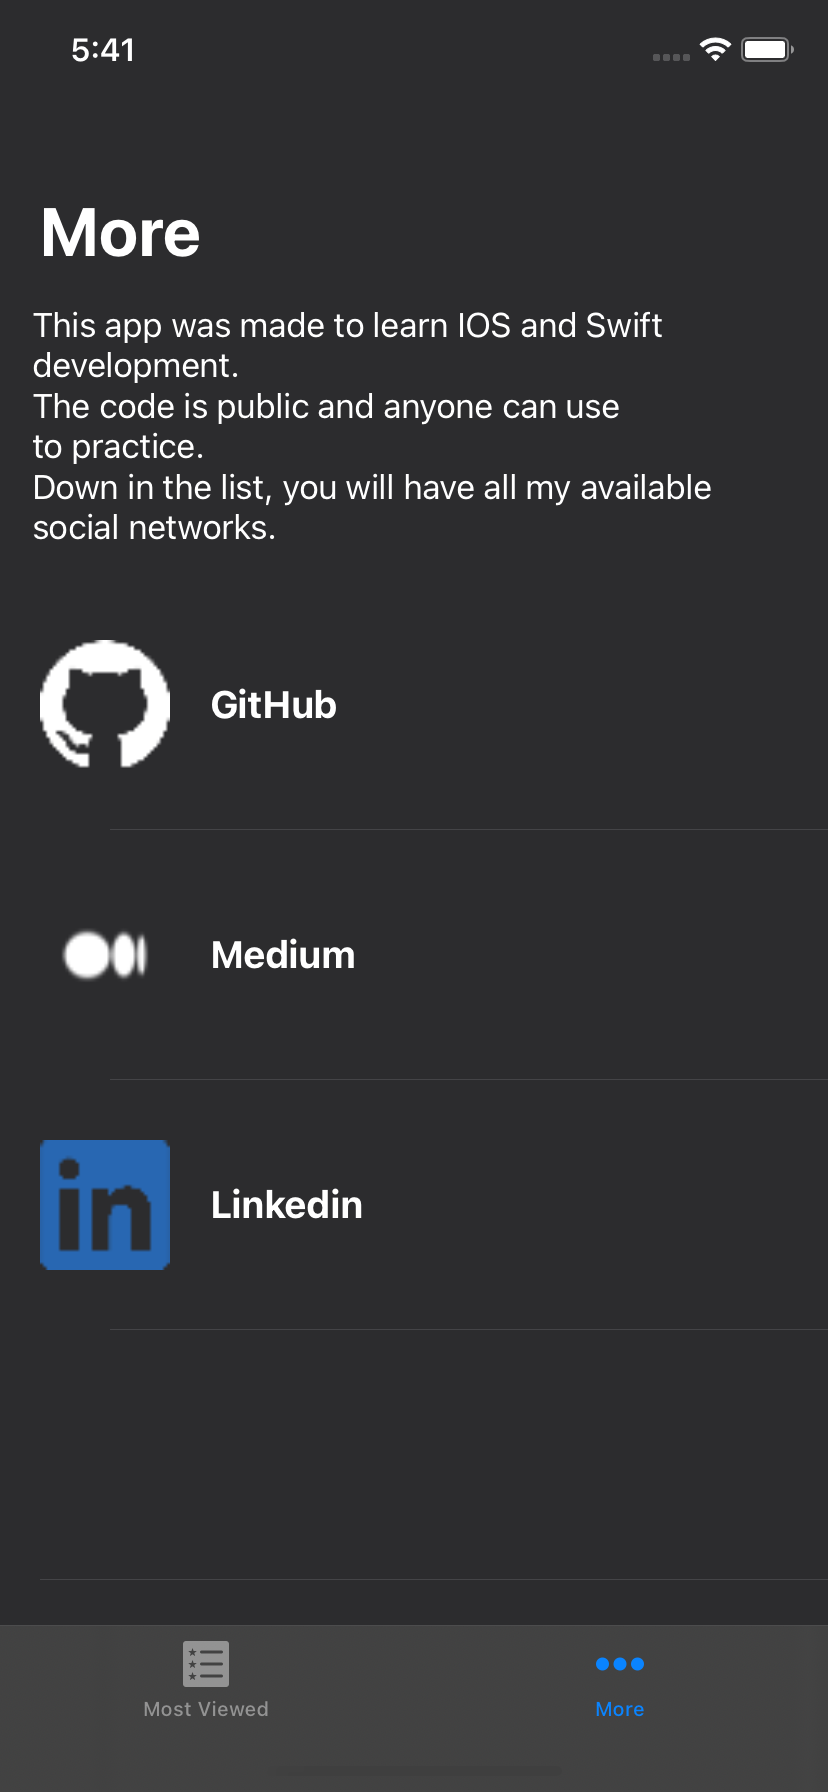 5:41
More
This app was made to learn IOS and Swift
development.
The code is public and anyone can use
to practice.
Down in the list, you will have all my available
social networks.
GitHub
Medium
in
Linkedin
Most Viewed
More